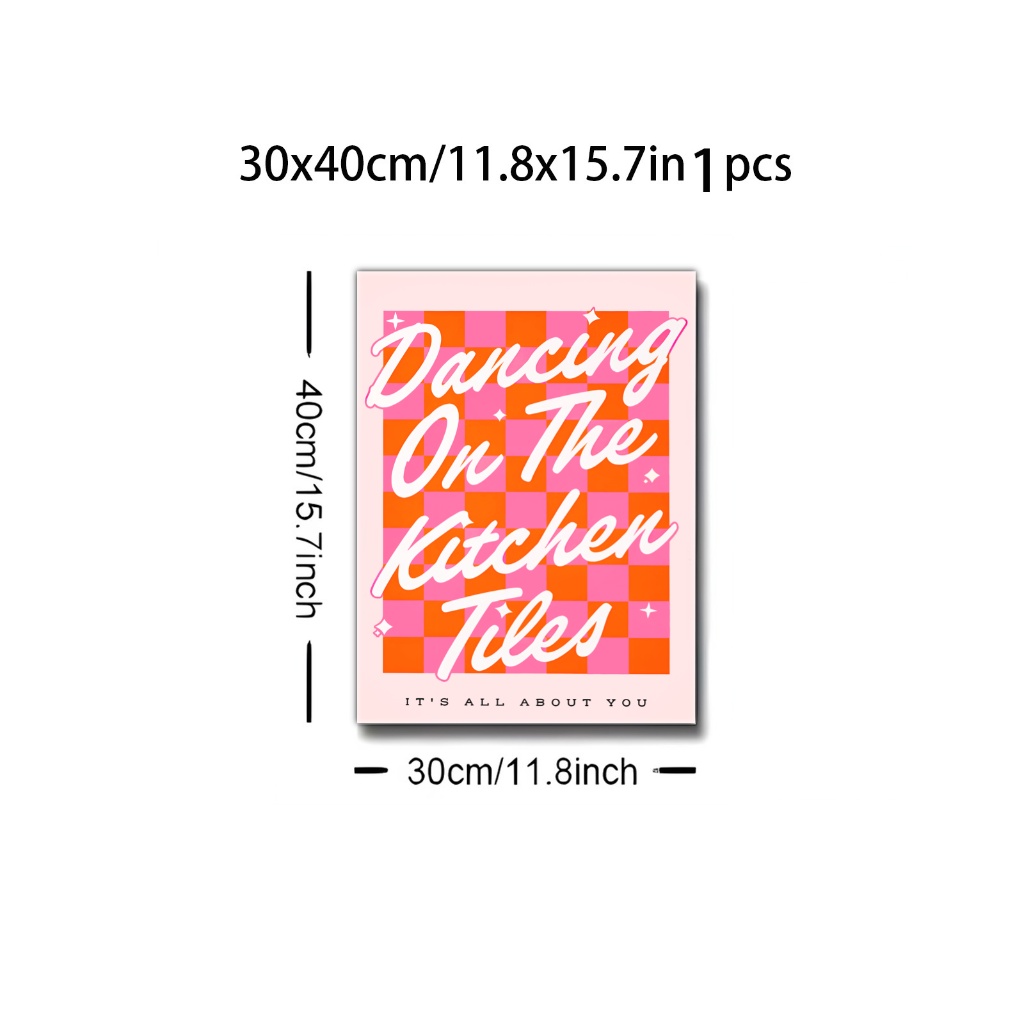 30x40cm/11.8x15.7in 1 pcs
40cm/15.7inch
Dancing
On The
Kitchen
Tiles
IT'S ALL ABOUT YOU
30cm/11.8inch